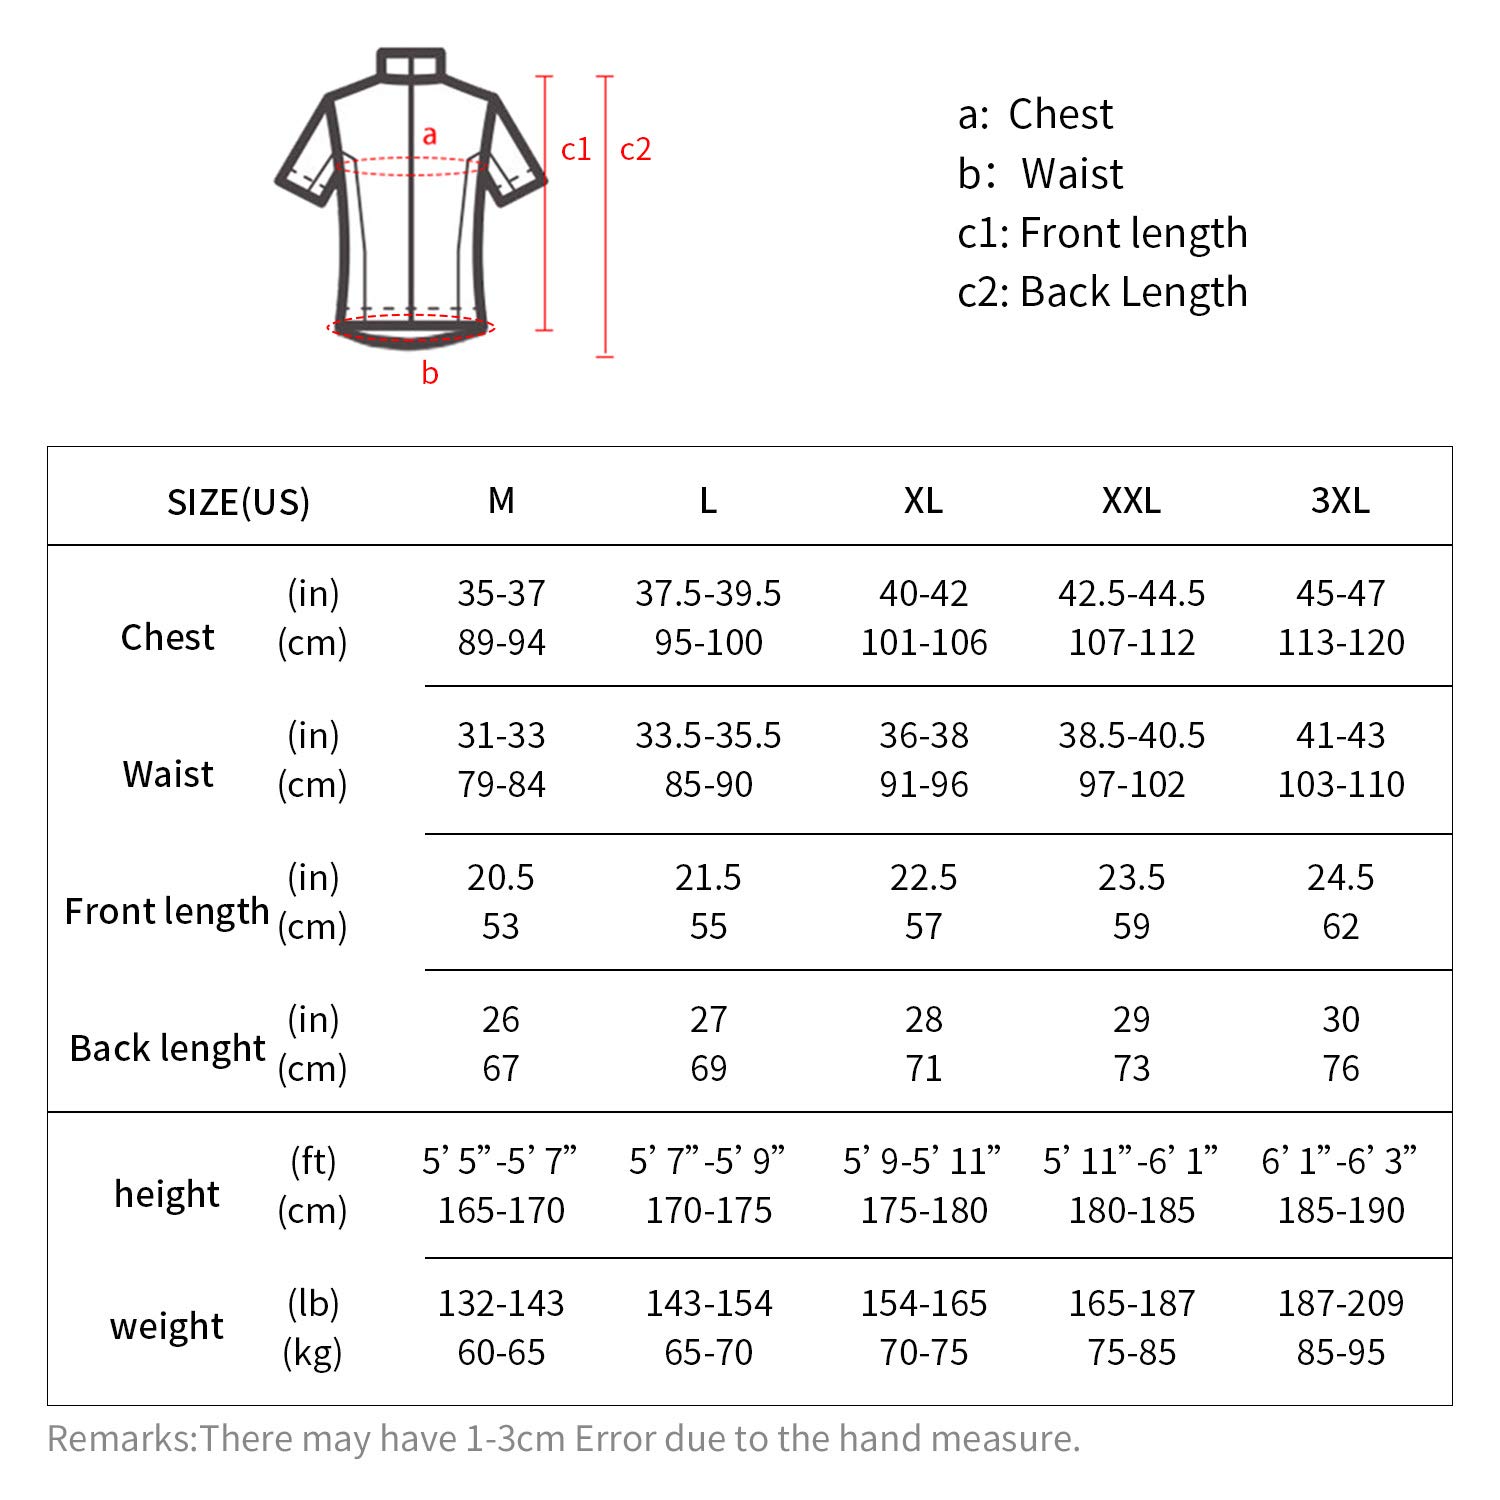 a
c1
c2
b
a: Chest
b: Waist
c1: Front length
c2: Back Length
SIZE(US) M L XL XXL 3XL
Chest
(in) 35-37 37.5-39.5 40-42 42.5-44.5 45-47
(cm) 89-94 95-100 101-106 107-112 113-120
Waist
(in) 31-33 33.5-35.5 36-38 38.5-40.5 41-43
(cm) 79-84 85-90 91-96 97-102 103-110
Front length
(in) 20.5 21.5 22.5 23.5 24.5
(cm) 53 55 57 59 62
Back lenght
(in) 26 27 28 29 30
(cm) 67 69 71 73 76
height
(ft) 5’ 5”-5’ 7” 5’ 7”-5’ 9” 5’ 9-5’ 11” 5’ 11”-6’ 1” 6’ 1”-6’ 3”
(cm) 165-170 170-175 175-180 180-185 185-190
weight
(lb) 132-143 143-154 154-165 165-187 187-209
(kg) 60-65 65-70 70-75 75-85 85-95
Remarks:There may have 1-3cm Error due to the hand measure.